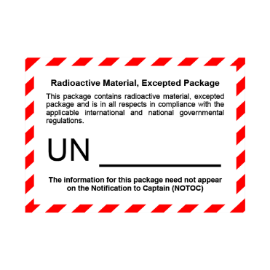 Radioactive Material, Excepted Package
This package contains radioactive material, excepted
package and is in all respects in compliance with the
applicable international and national governmental
regulations.
UN ____________
The information for this package need not appear
on the Notification to Captain (NOTOC)